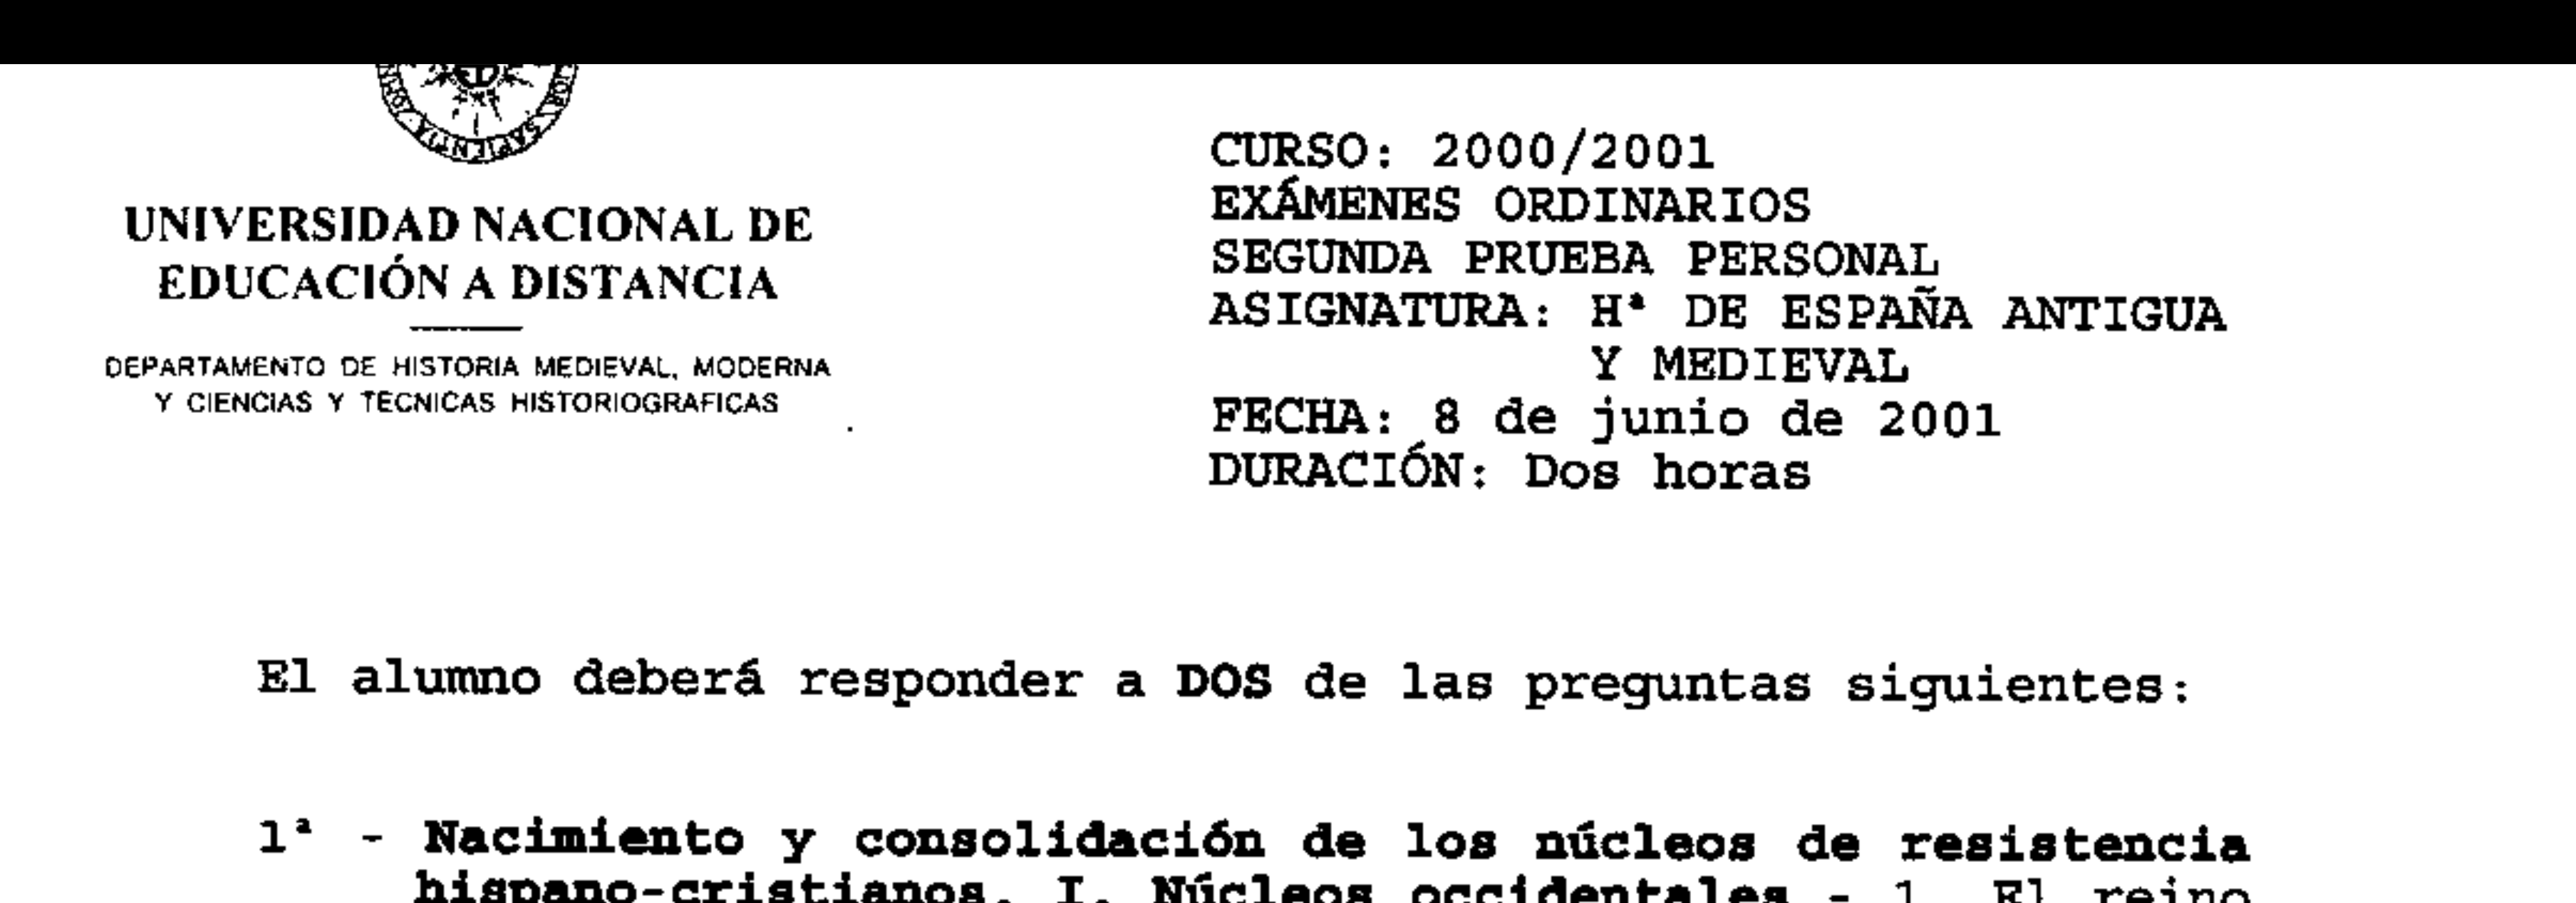 UNIVERSIDAD NACIONAL DE
EDUCACIÓN A DISTANCIA
DEPARTAMENTO DE HISTORIA MEDIEVAL, MODERNA
Y CIENCIAS Y TECNICAS HISTORIOGRAFICAS
CURSO: 2000/2001
EXÁMENES ORDINARIOS
SEGUNDA PRUEBA PERSONAL
ASIGNATURA: Hª DE ESPAÑA ANTIGUA
Y MEDIEVAL
FECHA: 8 de junio de 2001
DURACIÓN: Dos horas
El alumno deberá responder a DOS de las preguntas siguientes:
1ª - Nacimiento y consolidación de los núcleos de resistencia
hispano-cristianos. I. Núcleos occidentales - 1. El reino